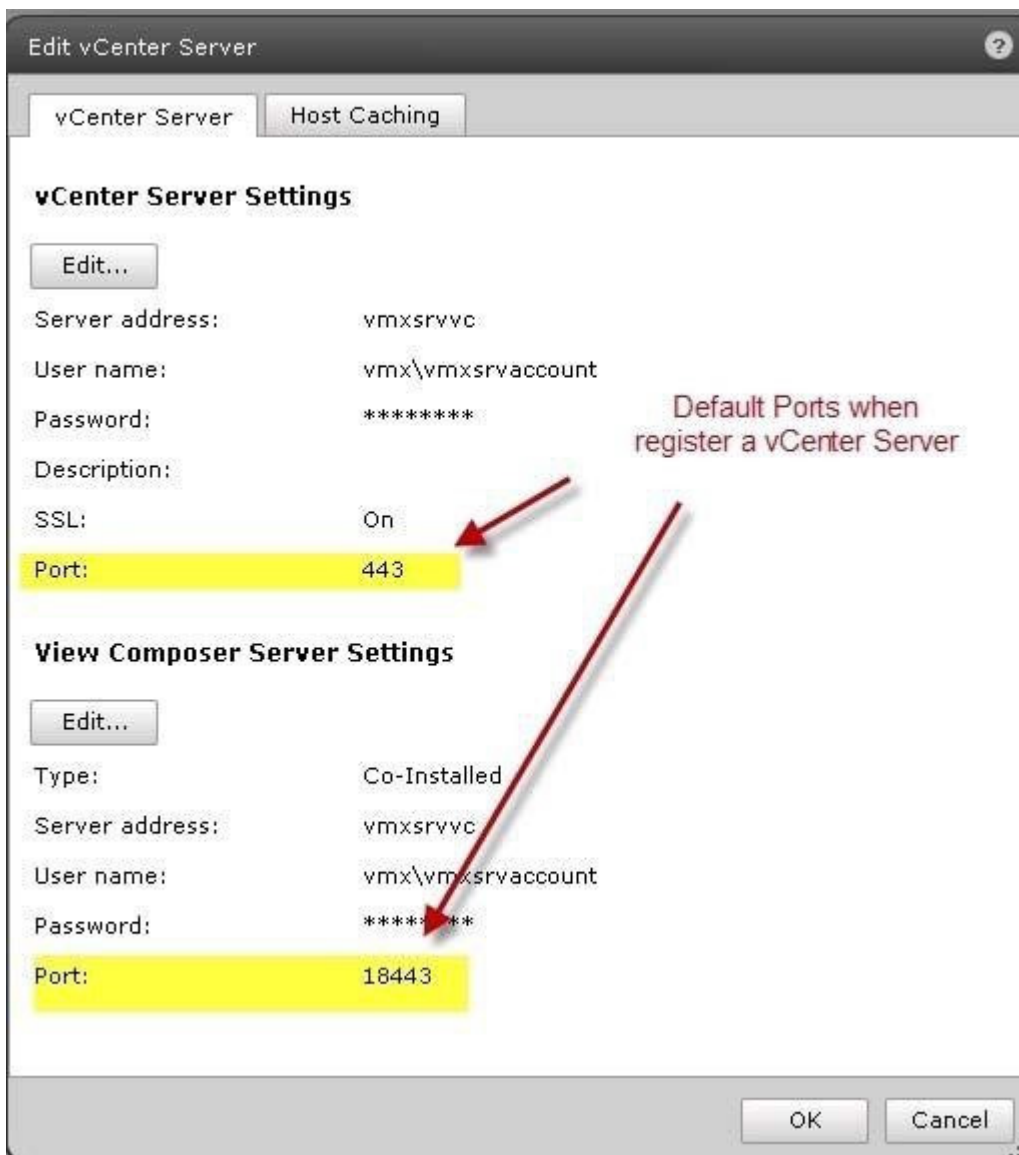 Edit vCenter Server ?
vCenter Server Host Caching
vCenter Server Settings
Edit...
Server address: vmxsrvvc
User name: vmx\vmxsrvaccount
Password: ********
Description:
SSL: On
Port: 443
Default Ports when
register a vCenter Server
View Composer Server Settings
Edit...
Type: Co-Installed
Server address: vmxsrvvc
User name: vmx\vmxsrvaccount
Password: ********
Port: 18443
OK Cancel